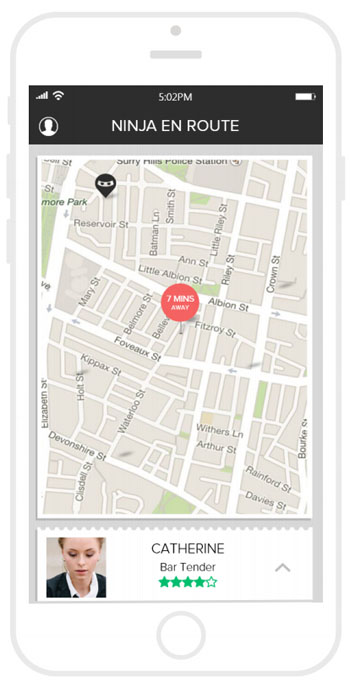 5:02PM
NINJA EN ROUTE
Surry Hills Police Station
more Park
Reservoir St
Batman Ln
Smith St
Little Riley St
Ann St
Riley St
Crown St
Little Albion St
Mary St
7 MINS
AWAY
Albion St
Belmore St
Fitzroy St
Foveaux St
Kippax St
Holt St
Elizabeth St
Waterloo St
Withers Ln
Arthur St
Bourke St
Devonshire St
Rainford St
Clisdell St
Davies St
CATHERINE
Bar Tender